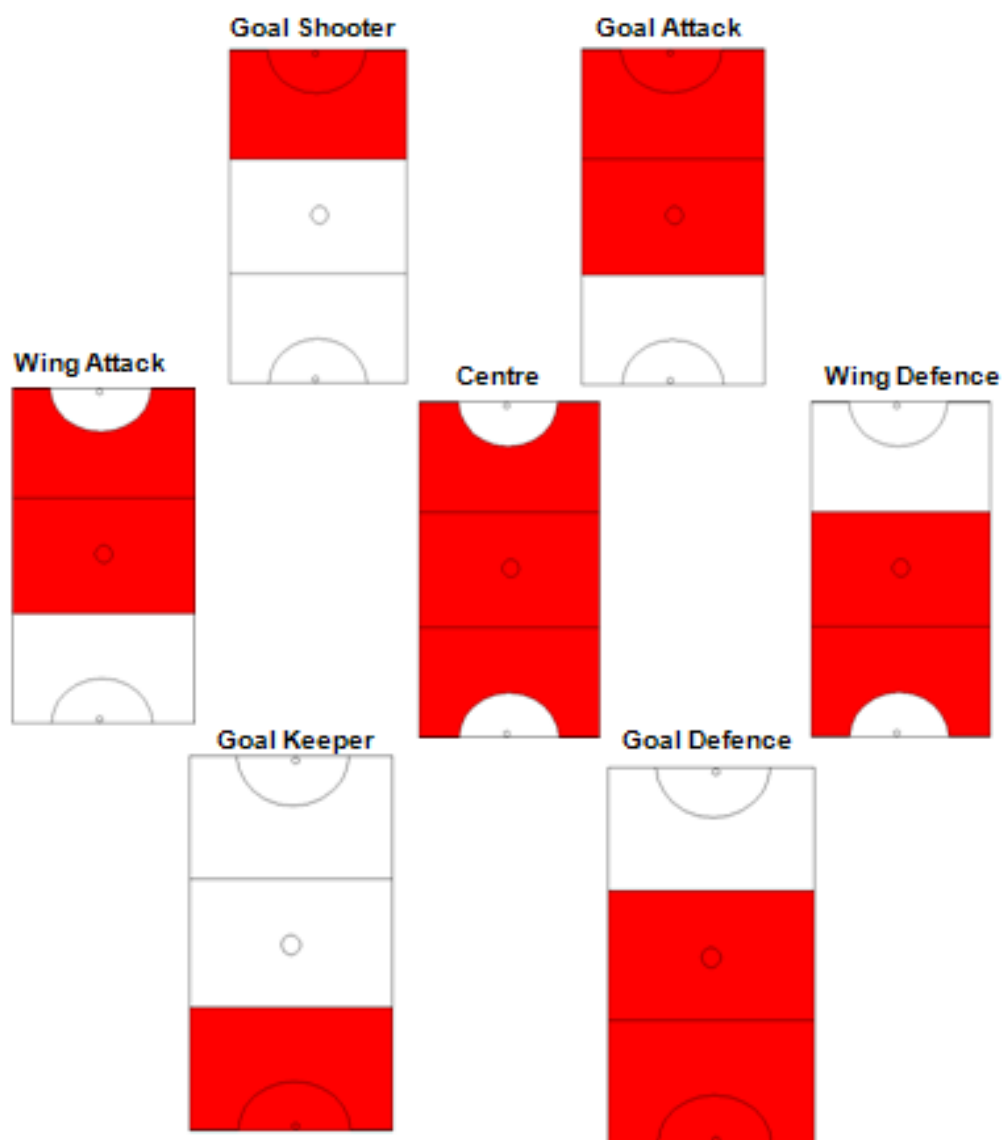 Goal Shooter
Goal Attack
Wing Attack
Centre
Wing Defence
Goal Keeper
Goal Defence